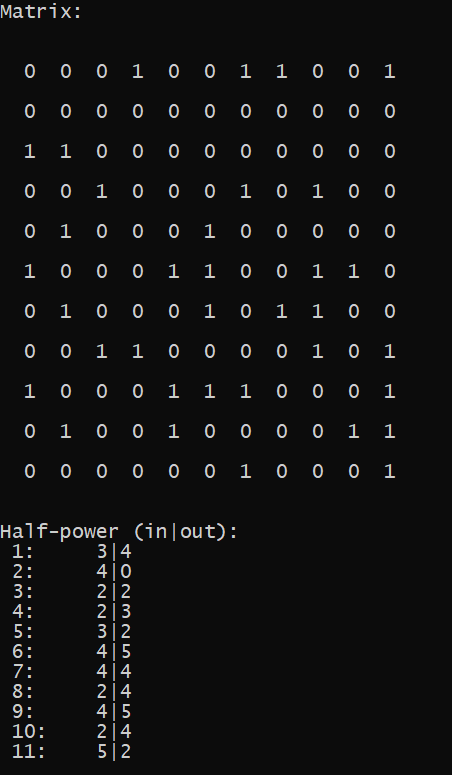 Matrix:
0 0 0 1 0 0 1 1 0 0 1
0 0 0 0 0 0 0 0 0 0 0
1 1 0 0 0 0 0 0 0 0 0
0 0 1 0 0 0 1 0 1 0 0
0 1 0 0 0 1 0 0 0 0 0
1 0 0 0 1 1 0 0 1 1 0
0 1 0 0 0 1 0 1 1 0 0
0 0 1 1 0 0 0 0 1 0 1
1 0 0 0 1 1 1 0 0 0 1
0 1 0 0 1 0 0 0 0 1 1
0 0 0 0 0 0 1 0 0 0 1
Half-power (in|out):
1: 3|4
2: 4|0
3: 2|2
4: 2|3
5: 3|2
6: 4|5
7: 4|4
8: 2|4
9: 4|5
10: 2|4
11: 5|2